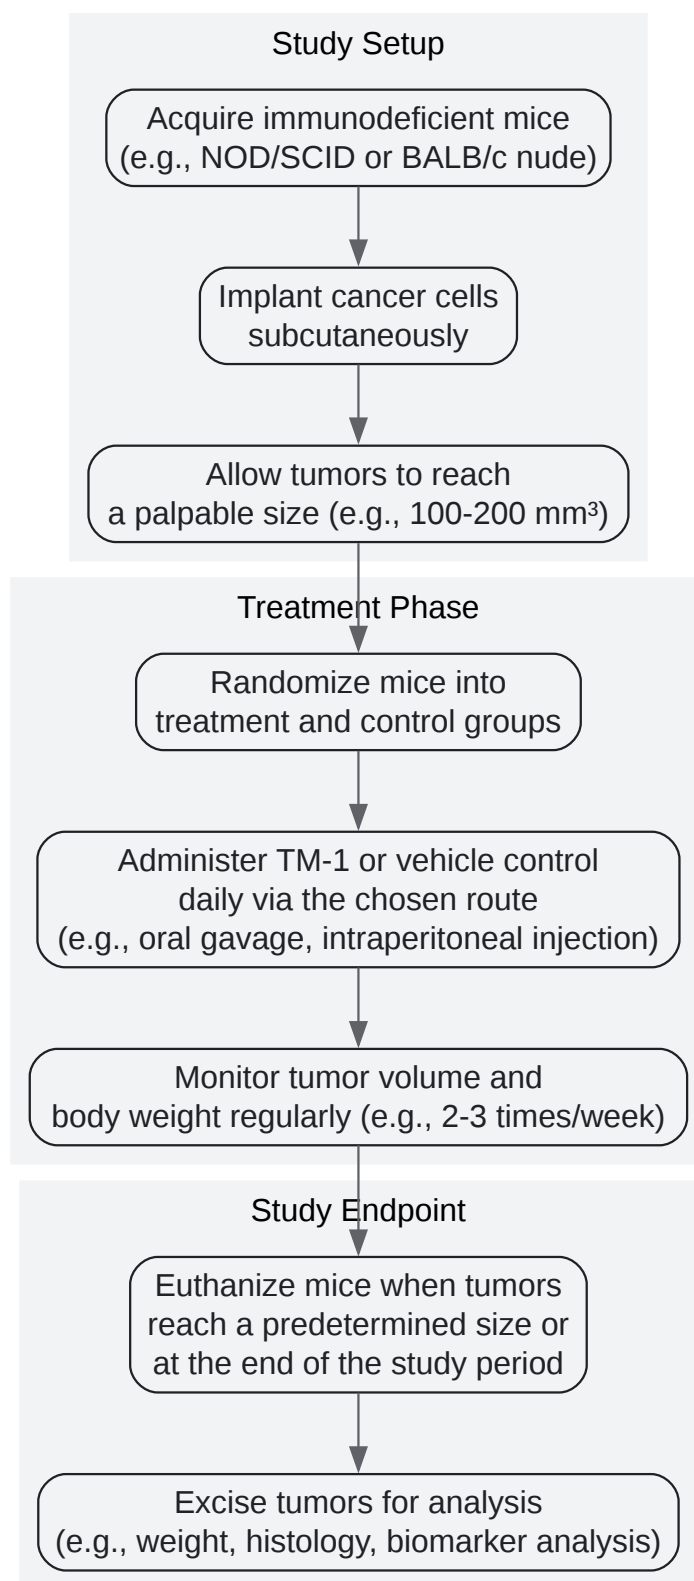 Study Setup
Acquire immunodeficient mice
(e.g., NOD/SCID or BALB/c nude)
Implant cancer cells
subcutaneously
Allow tumors to reach
a palpable size (e.g., 100-200 mm³)
Treatment Phase
Randomize mice into
treatment and control groups
Administer TM-1 or vehicle control
daily via the chosen route
(e.g., oral gavage, intraperitoneal injection)
Monitor tumor volume and
body weight regularly (e.g., 2-3 times/week)
Study Endpoint
Euthanize mice when tumors
reach a predetermined size or
at the end of the study period
Excise tumors for analysis
(e.g., weight, histology, biomarker analysis)